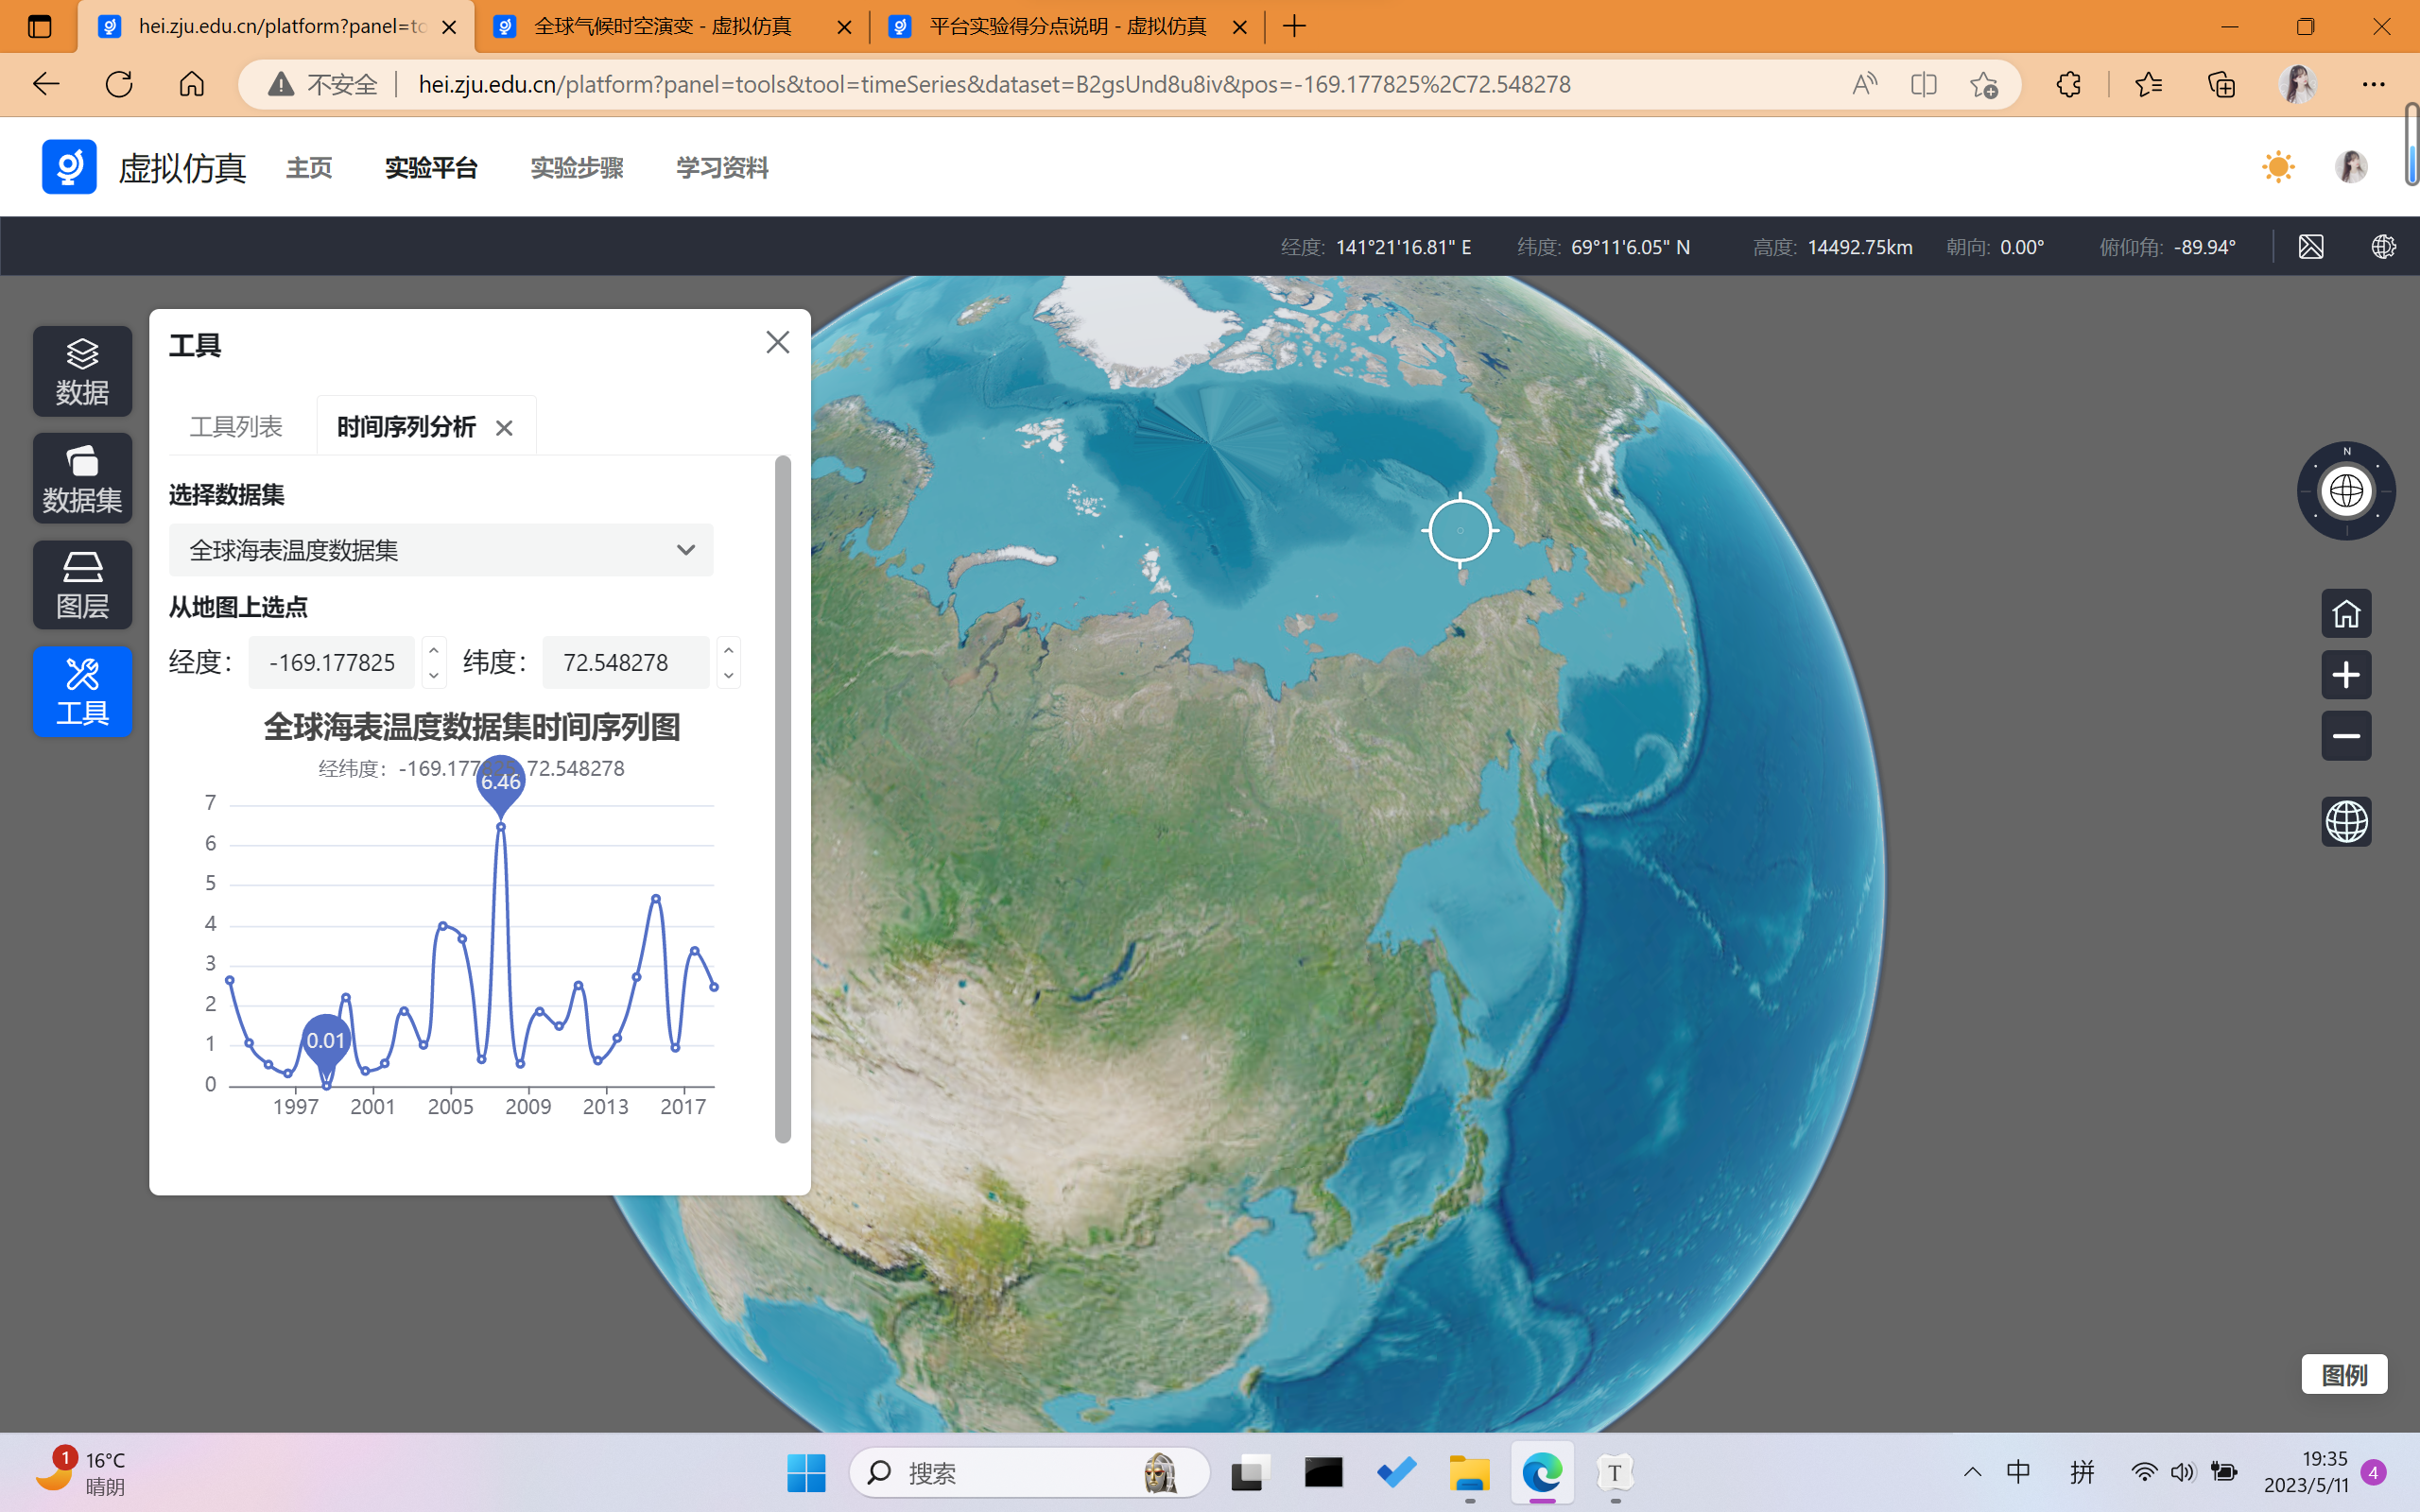 hei.zju.edu.cn/platform?panel=to
全球气候时空演变 - 虚拟仿真
平台实验得分点说明 - 虚拟仿真
不安全
hei.zju.edu.cn/platform?panel=tools&tool=timeSeries&dataset=B2gsUnd8u8iv&pos=-169.177825%2C72.548278
虚拟仿真
主页
实验平台
实验步骤
学习资料
经度: 141°21'16.81" E 纬度: 69°11'6.05" N 高度: 14492.75km 朝向: 0.00° 俯仰角: -89.94°
数据
数据集
图层
工具
工具
工具列表
时间序列分析
选择数据集
全球海表温度数据集
从地图上选点
经度： -169.177825 纬度： 72.548278
全球海表温度数据集时间序列图
经纬度：-169.177 72.548278
6.46
7
6
5
4
3
2
1
0
0.01
1997 2001 2005 2009 2013 2017
N
图例
1
16°C
晴朗
搜索
T
中
拼
19:35
2023/5/11
4